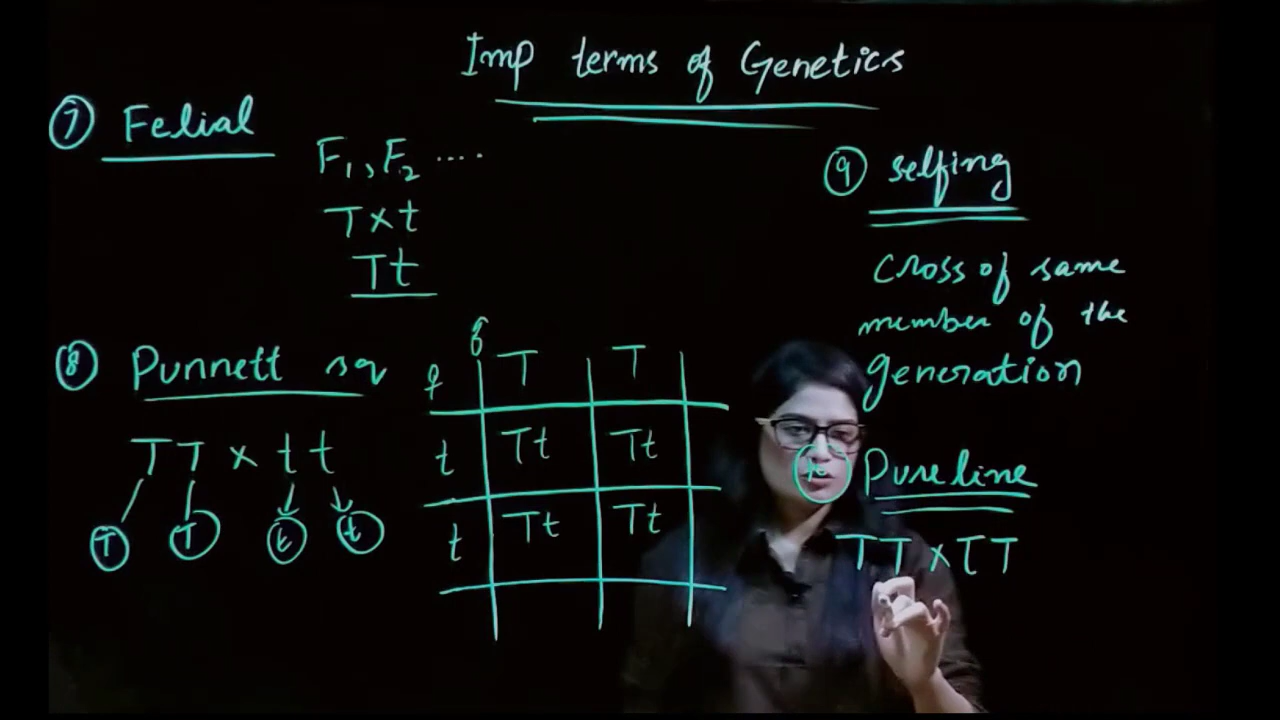 Imp terms of Genetics
7 Felial
F1, F2 ....
T x t
Tt
8 Punnett sq
TT x tt
T T t t
♀ ♂ T T
t Tt Tt
t Tt Tt
9 selfing
Cross of same
member of the
generation
10 Pureline
TT x TT